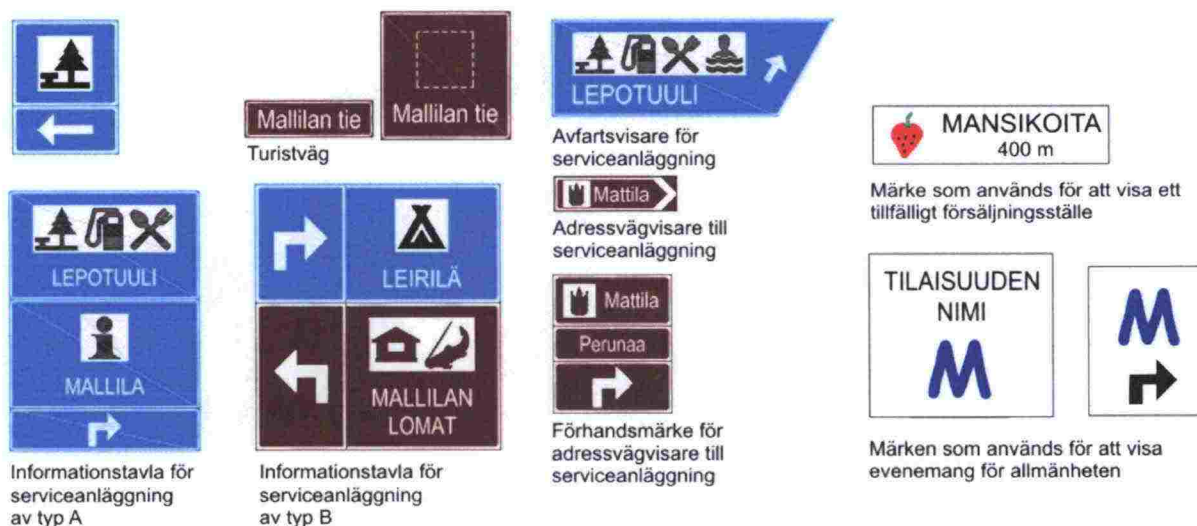 Mallilan tie
Mallilan tie
Turistväg
LEPOTUULI
MALLILA
Informationstavla för
serviceanläggning
av typ A
LEIRILÄ
MALLILAN
LOMAT
Informationstavla för
serviceanläggning
av typ B
LEPOTUULI
Avfartsvisare för
serviceanläggning
Mattila
Adressvägvisare till
serviceanläggning
Mattila
Perunaa
Förhandsmärke för
adressvägvisare till
serviceanläggning
MANSIKOITA
400 m
Märke som används för att visa ett
tillfälligt försäljningsställe
TILAISUUDEN
NIMI
M
M
Märken som används för att visa
evenemang för allmänheten